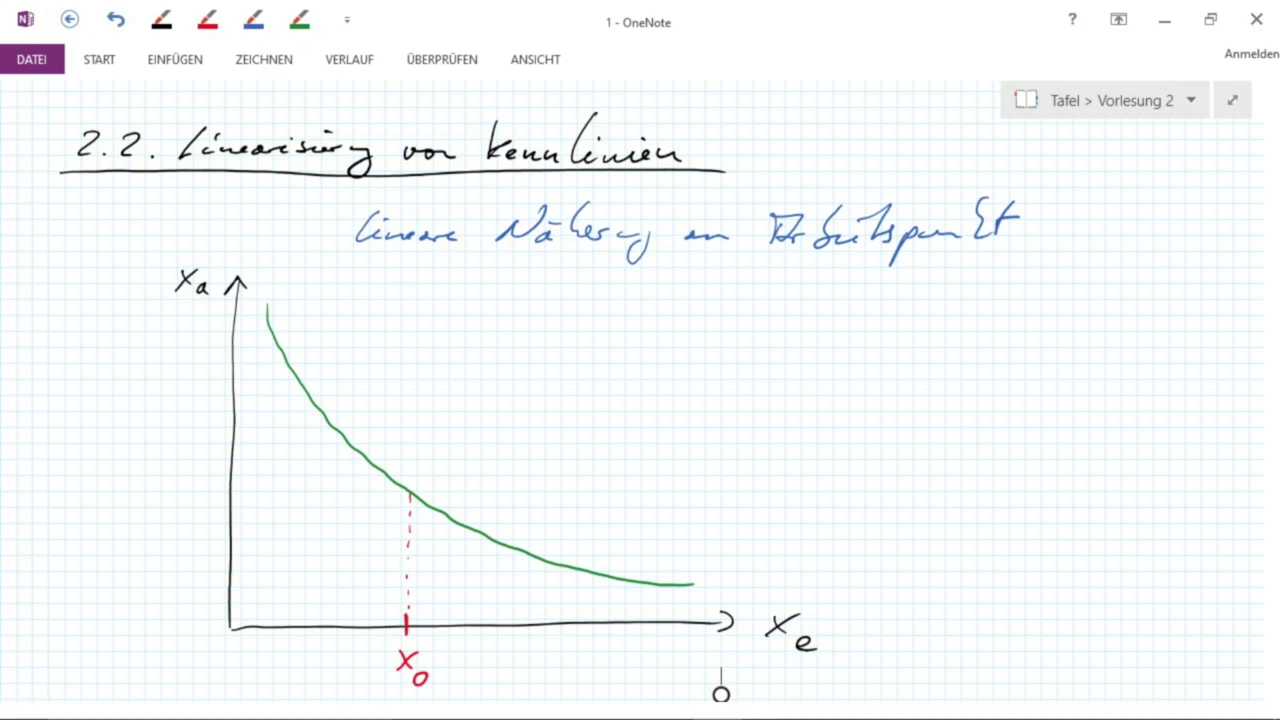 1 - OneNote
?
DATEI START EINFÜGEN ZEICHNEN VERLAUF ÜBERPRÜFEN ANSICHT
Anmelden
Tafel > Vorlesung 2
2.2. Linearisierung von Kennlinien
lineare Näherung am Arbeitspunkt
xa
xe
x0